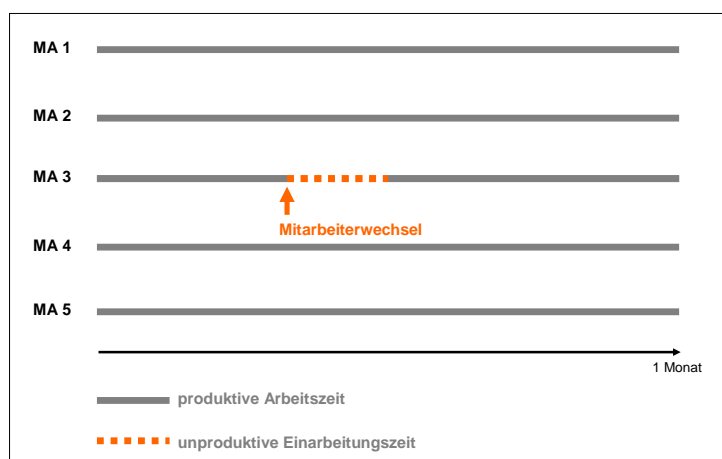 MA 1
MA 2
MA 3
Mitarbeiterwechsel
MA 4
MA 5
1 Monat
produktive Arbeitszeit
unproduktive Einarbeitungszeit